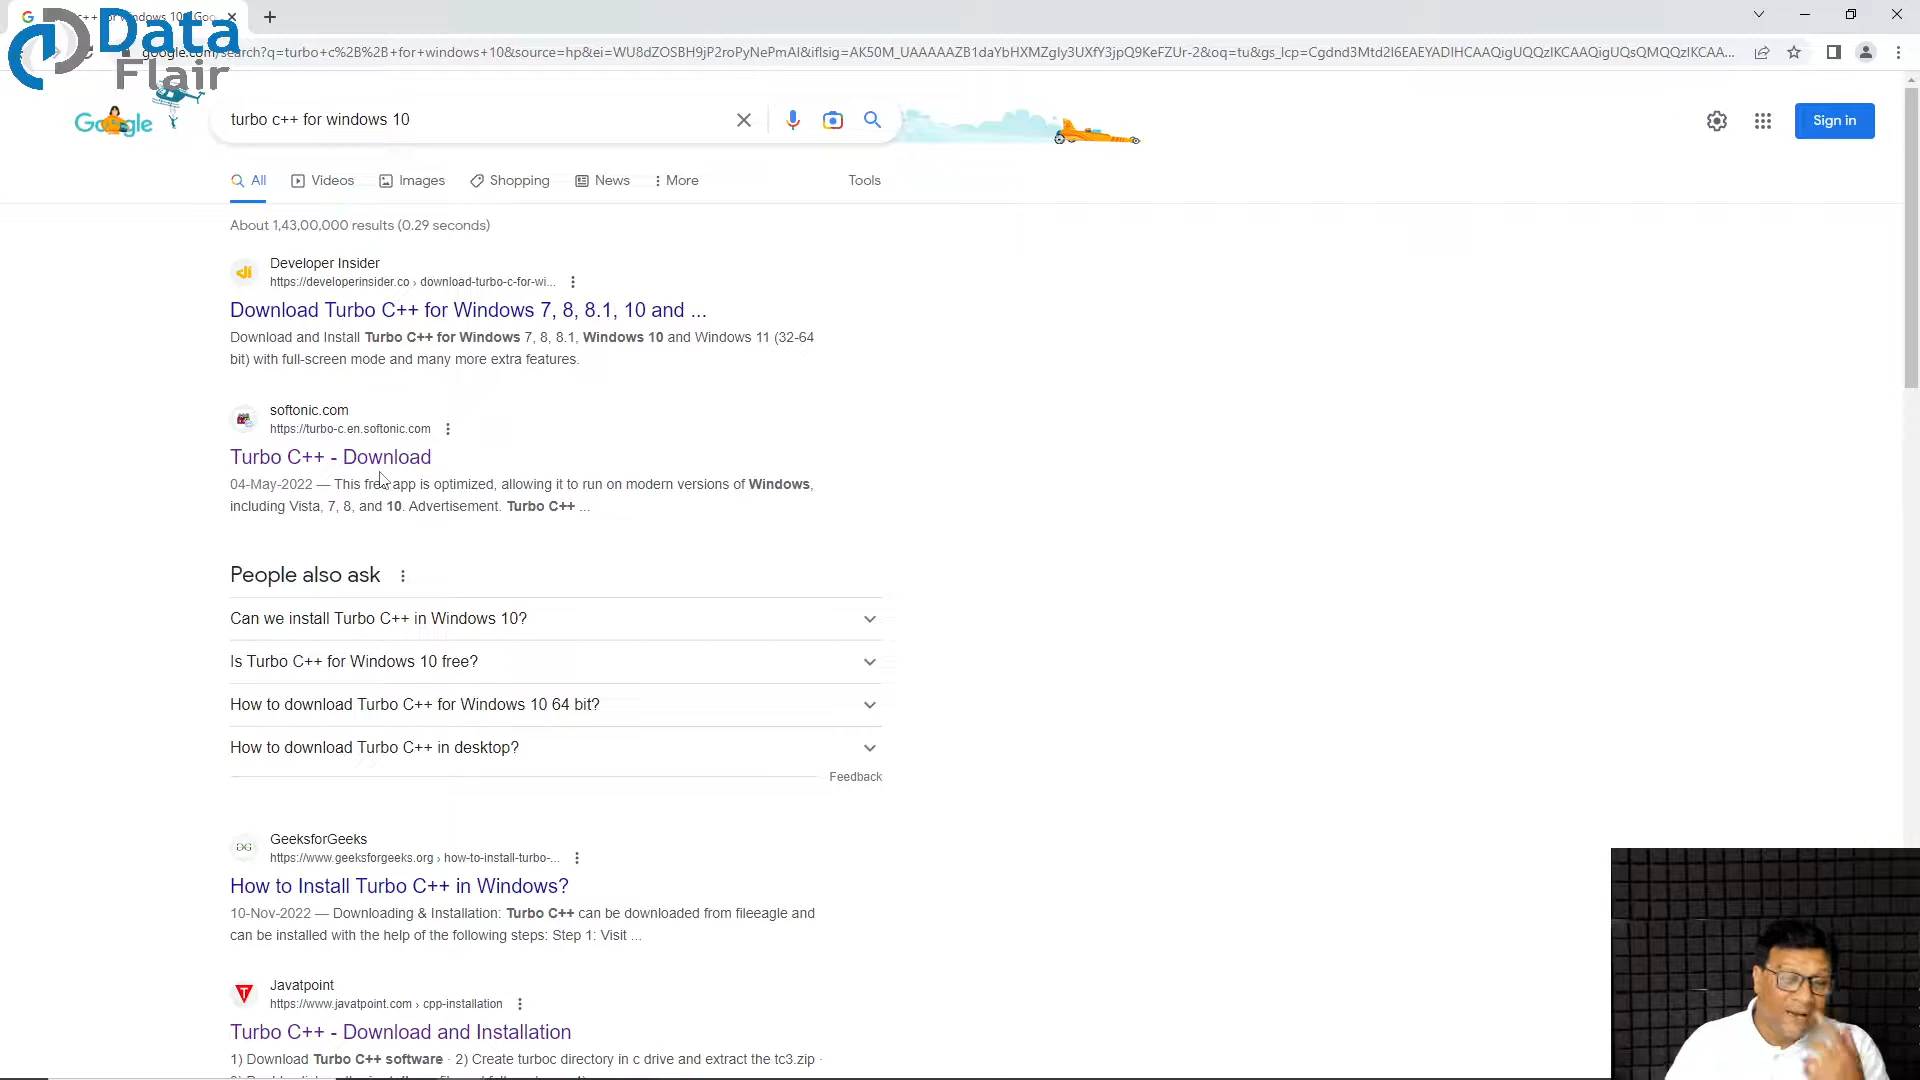 Data
Flair
google.com/search?q=turbo+c%2B%2B+for+windows+10&source=hp&ei=WU8dZOSBH9jP2roPyNePmAI&iflsig=AK50M_UAAAAAZB1daYbHXMZgly3UXfY3jpQ9KeFZUr-2&oq=tu&gs_lcp=Cgdnd3Mtd2l6EAEYADIHCAAQigUQQzIKCAAQigUQsQMQQzIKCAA...
Google
turbo c++ for windows 10
Sign in
All Videos Images Shopping News More Tools
About 1,43,00,000 results (0.29 seconds)
Developer Insider
https://developerinsider.co › download-turbo-c-for-wi...
Download Turbo C++ for Windows 7, 8, 8.1, 10 and ...
Download and Install Turbo C++ for Windows 7, 8, 8.1, Windows 10 and Windows 11 (32-64
bit) with full-screen mode and many more extra features.
softonic.com
https://turbo-c.en.softonic.com
Turbo C++ - Download
04-May-2022 — This free app is optimized, allowing it to run on modern versions of Windows,
including Vista, 7, 8, and 10. Advertisement. Turbo C++ ...
People also ask
Can we install Turbo C++ in Windows 10?
Is Turbo C++ for Windows 10 free?
How to download Turbo C++ for Windows 10 64 bit?
How to download Turbo C++ in desktop?
Feedback
GeeksforGeeks
https://www.geeksforgeeks.org › how-to-install-turbo-...
How to Install Turbo C++ in Windows?
10-Nov-2022 — Downloading & Installation: Turbo C++ can be downloaded from fileeagle and
can be installed with the help of the following steps: Step 1: Visit ...
Javatpoint
https://www.javatpoint.com › cpp-installation
Turbo C++ - Download and Installation
1) Download Turbo C++ software · 2) Create turboc directory in c drive and extract the tc3.zip ·